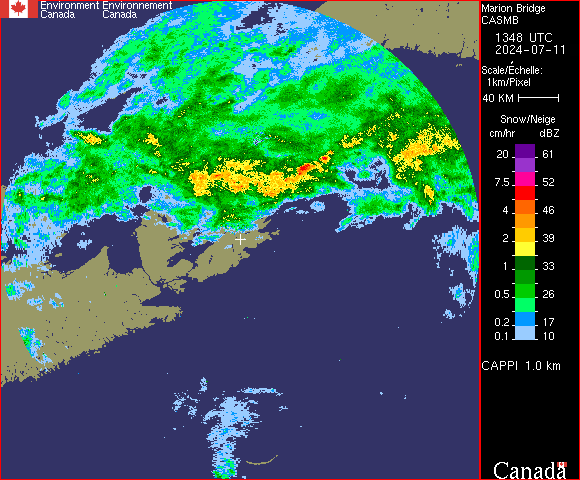 Environment Environnement
Canada Canada
Marion Bridge
CASMB
1348 UTC
2024-07-11
Scale/Échelle:
1km/Pixel
40 KM
Snow/Neige
cm/hr dBZ
20 61
7.5 52
4 46
2 39
1 33
0.5 26
0.2 17
0.1 10
CAPPI 1.0 km
Canada